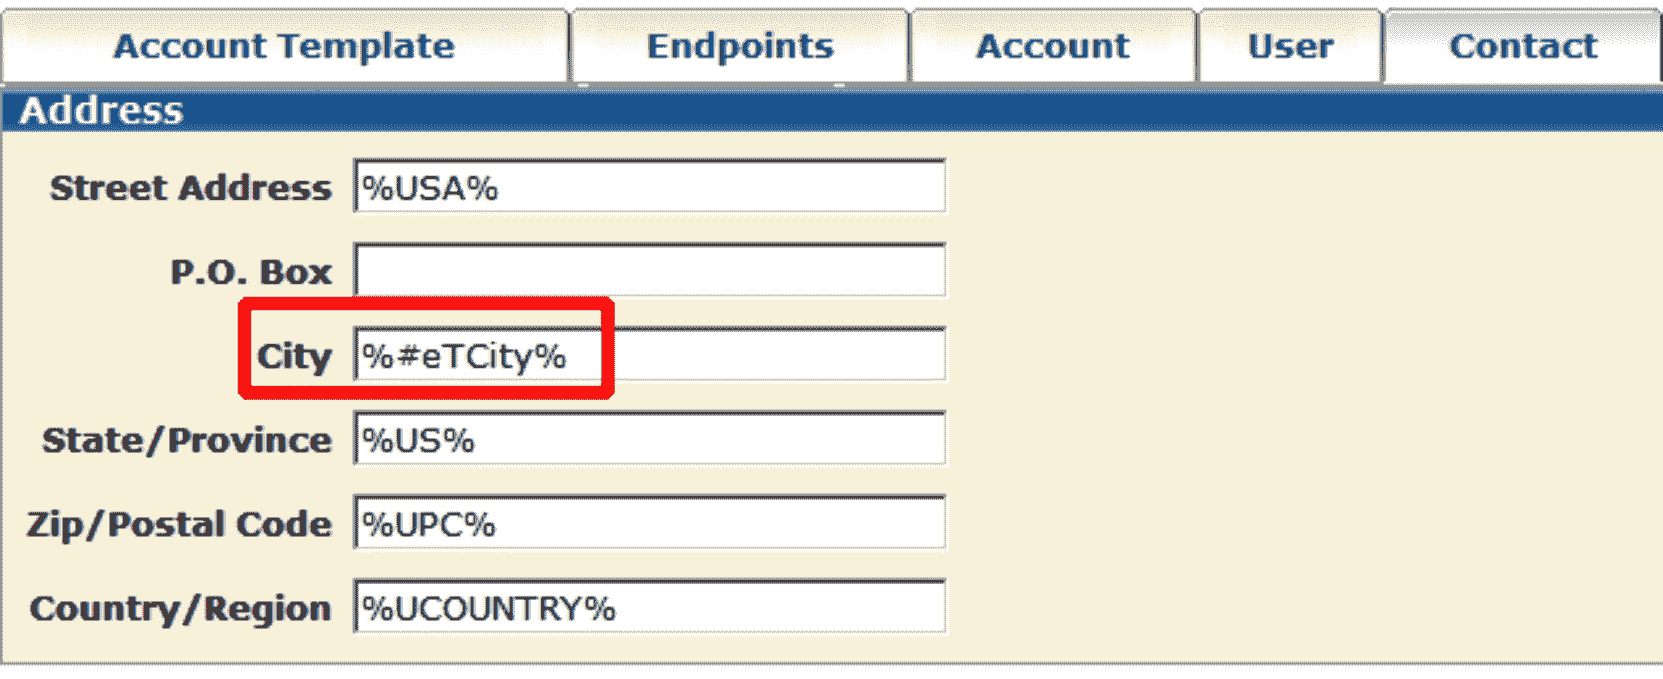 Account Template Endpoints Account User Contact
Address
Street Address %USA%
P.O. Box
City %#eTCity%
State/Province %US%
Zip/Postal Code %UPC%
Country/Region %UCOUNTRY%